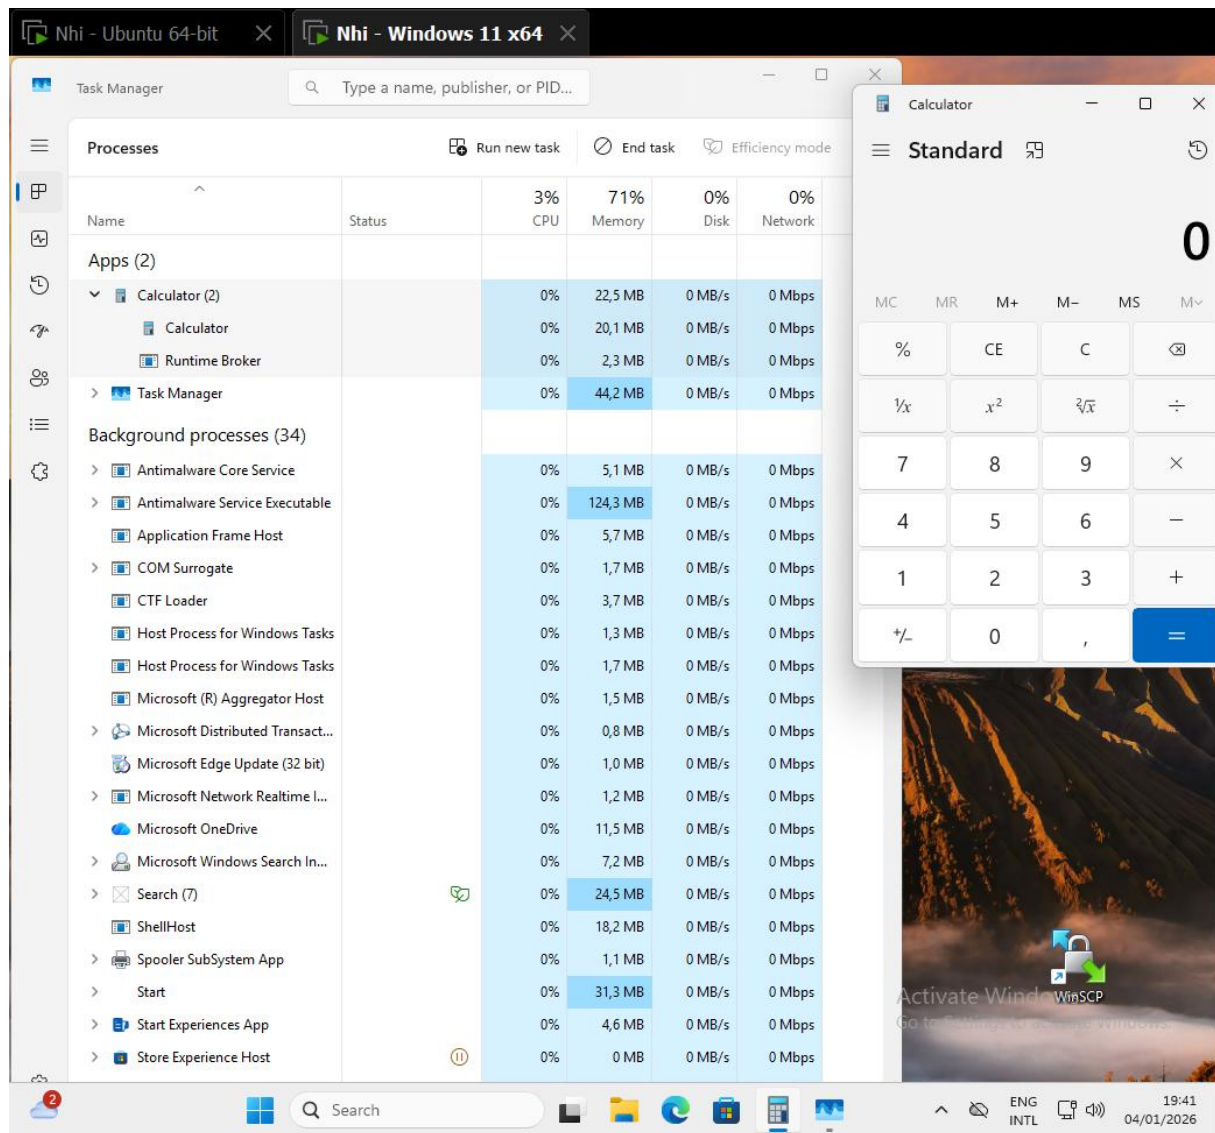 Nhi - Ubuntu 64-bit
Nhi - Windows 11 x64
Task Manager
Type a name, publisher, or PID...
Processes
Run new task
End task
Efficiency mode
3% 71% 0% 0%
Name Status CPU Memory Disk Network
Apps (2)
Calculator (2) 0% 22,5 MB 0 MB/s 0 Mbps
Calculator 0% 20,1 MB 0 MB/s 0 Mbps
Runtime Broker 0% 2,3 MB 0 MB/s 0 Mbps
Task Manager 0% 44,2 MB 0 MB/s 0 Mbps
Background processes (34)
Antimalware Core Service 0% 5,1 MB 0 MB/s 0 Mbps
Antimalware Service Executable 0% 124,3 MB 0 MB/s 0 Mbps
Application Frame Host 0% 5,7 MB 0 MB/s 0 Mbps
COM Surrogate 0% 1,7 MB 0 MB/s 0 Mbps
CTF Loader 0% 3,7 MB 0 MB/s 0 Mbps
Host Process for Windows Tasks 0% 1,3 MB 0 MB/s 0 Mbps
Host Process for Windows Tasks 0% 1,7 MB 0 MB/s 0 Mbps
Microsoft (R) Aggregator Host 0% 1,5 MB 0 MB/s 0 Mbps
Microsoft Distributed Transact... 0% 0,8 MB 0 MB/s 0 Mbps
Microsoft Edge Update (32 bit) 0% 1,0 MB 0 MB/s 0 Mbps
Microsoft Network Realtime I... 0% 1,2 MB 0 MB/s 0 Mbps
Microsoft OneDrive 0% 11,5 MB 0 MB/s 0 Mbps
Microsoft Windows Search In... 0% 7,2 MB 0 MB/s 0 Mbps
Search (7) 0% 24,5 MB 0 MB/s 0 Mbps
ShellHost 0% 18,2 MB 0 MB/s 0 Mbps
Spooler SubSystem App 0% 1,1 MB 0 MB/s 0 Mbps
Start 0% 31,3 MB 0 MB/s 0 Mbps
Start Experiences App 0% 4,6 MB 0 MB/s 0 Mbps
Store Experience Host 0% 0 MB 0 MB/s 0 Mbps
Calculator
Standard
0
MC MR M+ M− MS M
% CE C
1/x x² ²√x ÷
7 8 9 ×
4 5 6 −
1 2 3 +
+/− 0 , =
WinSCP
Activate
Go to
2
Search
ENG
INTL
19:41
04/01/2026